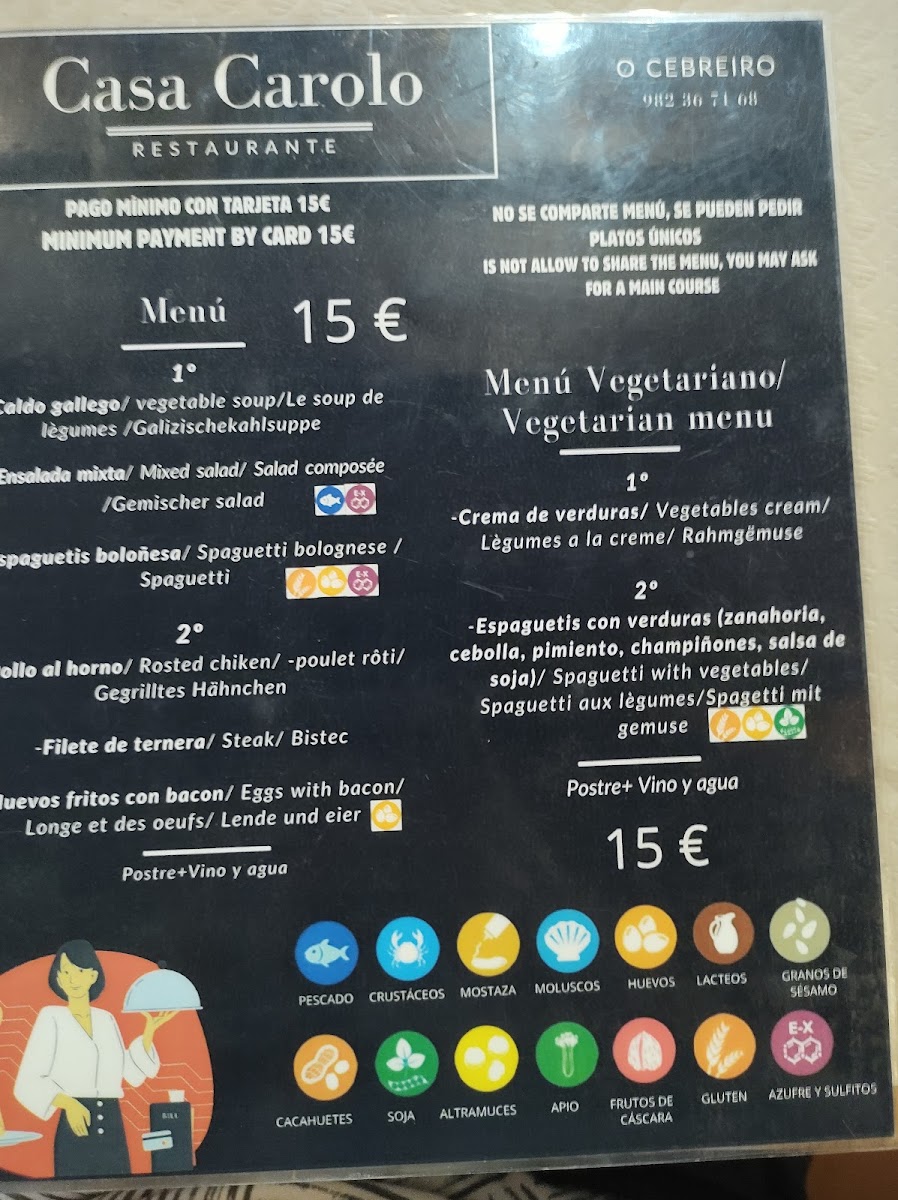 Casa Carolo
RESTAURANTE
O CEBREIRO
982 36 71 68
PAGO MÌNIMO CON TARJETA 15€
MINIMUN PAYMENT BY CARD 15€
NO SE COMPARTE MENÚ, SE PUEDEN PEDIR
PLATOS ÚNICOS
IS NOT ALLOW TO SHARE THE MENU, YOU MAY ASK
FOR A MAIN COURSE
Menú 15 €
1º
Caldo gallego/ vegetable soup/Le soup de
lègumes /Galizischekahlsuppe
Ensalada mixta/ Mixed salad/ Salad composée
/Gemischer salad
E-X
spaguetis boloñesa/ Spaguetti bolognese /
Spaguetti
E-X
2º
ollo al horno/ Rosted chiken/ -poulet rôti/
Gegrilltes Hähnchen
-Filete de ternera/ Steak/ Bistec
Huevos fritos con bacon/ Eggs with bacon/
Longe et des oeufs/ Lende und eier
Postre+Vino y agua
Menú Vegetariano/
Vegetarian menu
1º
-Crema de verduras/ Vegetables cream/
Lègumes a la creme/ Rahmgëmuse
2º
-Espaguetis con verduras (zanahoria,
cebolla, pimiento, champiñones, salsa de
soja)/ Spaguetti with vegetables/
Spaguetti aux lègumes/Spagetti mit
gemuse
Postre+ Vino y agua
15 €
PESCADO
CRUSTÁCEOS
MOSTAZA
MOLUSCOS
HUEVOS
LACTEOS
GRANOS DE
SÉSAMO
E-X
CACAHUETES
SOJA
ALTRAMUCES
APIO
FRUTOS DE
CÁSCARA
GLUTEN
AZUFRE Y SULFITOS